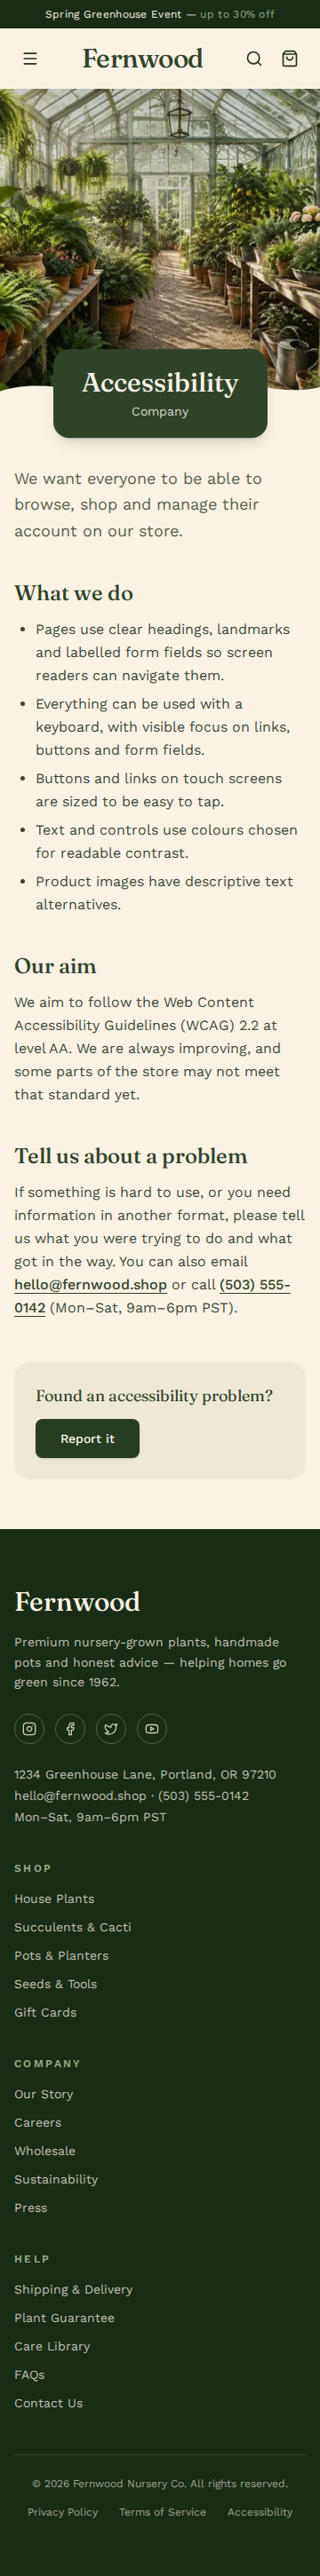 Spring Greenhouse Event — up to 30% off
Fernwood
Accessibility
Company
We want everyone to be able to
browse, shop and manage their
account on our store.
What we do
• Pages use clear headings, landmarks
and labelled form fields so screen
readers can navigate them.
• Everything can be used with a
keyboard, with visible focus on links,
buttons and form fields.
• Buttons and links on touch screens
are sized to be easy to tap.
• Text and controls use colours chosen
for readable contrast.
• Product images have descriptive text
alternatives.
Our aim
We aim to follow the Web Content
Accessibility Guidelines (WCAG) 2.2 at
level AA. We are always improving, and
some parts of the store may not meet
that standard yet.
Tell us about a problem
If something is hard to use, or you need
information in another format, please tell
us what you were trying to do and what
got in the way. You can also email
hello@fernwood.shop or call (503) 555-
0142 (Mon–Sat, 9am–6pm PST).
Found an accessibility problem?
Report it
Fernwood
Premium nursery-grown plants, handmade
pots and honest advice — helping homes go
green since 1962.
1234 Greenhouse Lane, Portland, OR 97210
hello@fernwood.shop · (503) 555-0142
Mon–Sat, 9am–6pm PST
SHOP
House Plants
Succulents & Cacti
Pots & Planters
Seeds & Tools
Gift Cards
COMPANY
Our Story
Careers
Wholesale
Sustainability
Press
HELP
Shipping & Delivery
Plant Guarantee
Care Library
FAQs
Contact Us
© 2026 Fernwood Nursery Co. All rights reserved.
Privacy Policy Terms of Service Accessibility